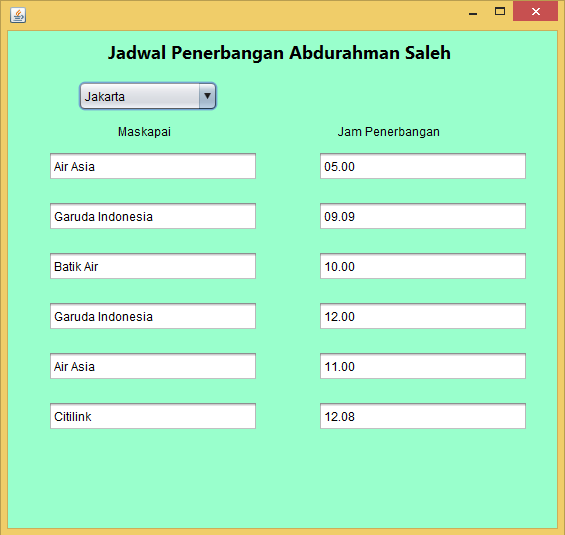 Jadwal Penerbangan Abdurahman Saleh
Jakarta
Maskapai Jam Penerbangan
Air Asia 05.00
Garuda Indonesia 09.09
Batik Air 10.00
Garuda Indonesia 12.00
Air Asia 11.00
Citilink 12.08